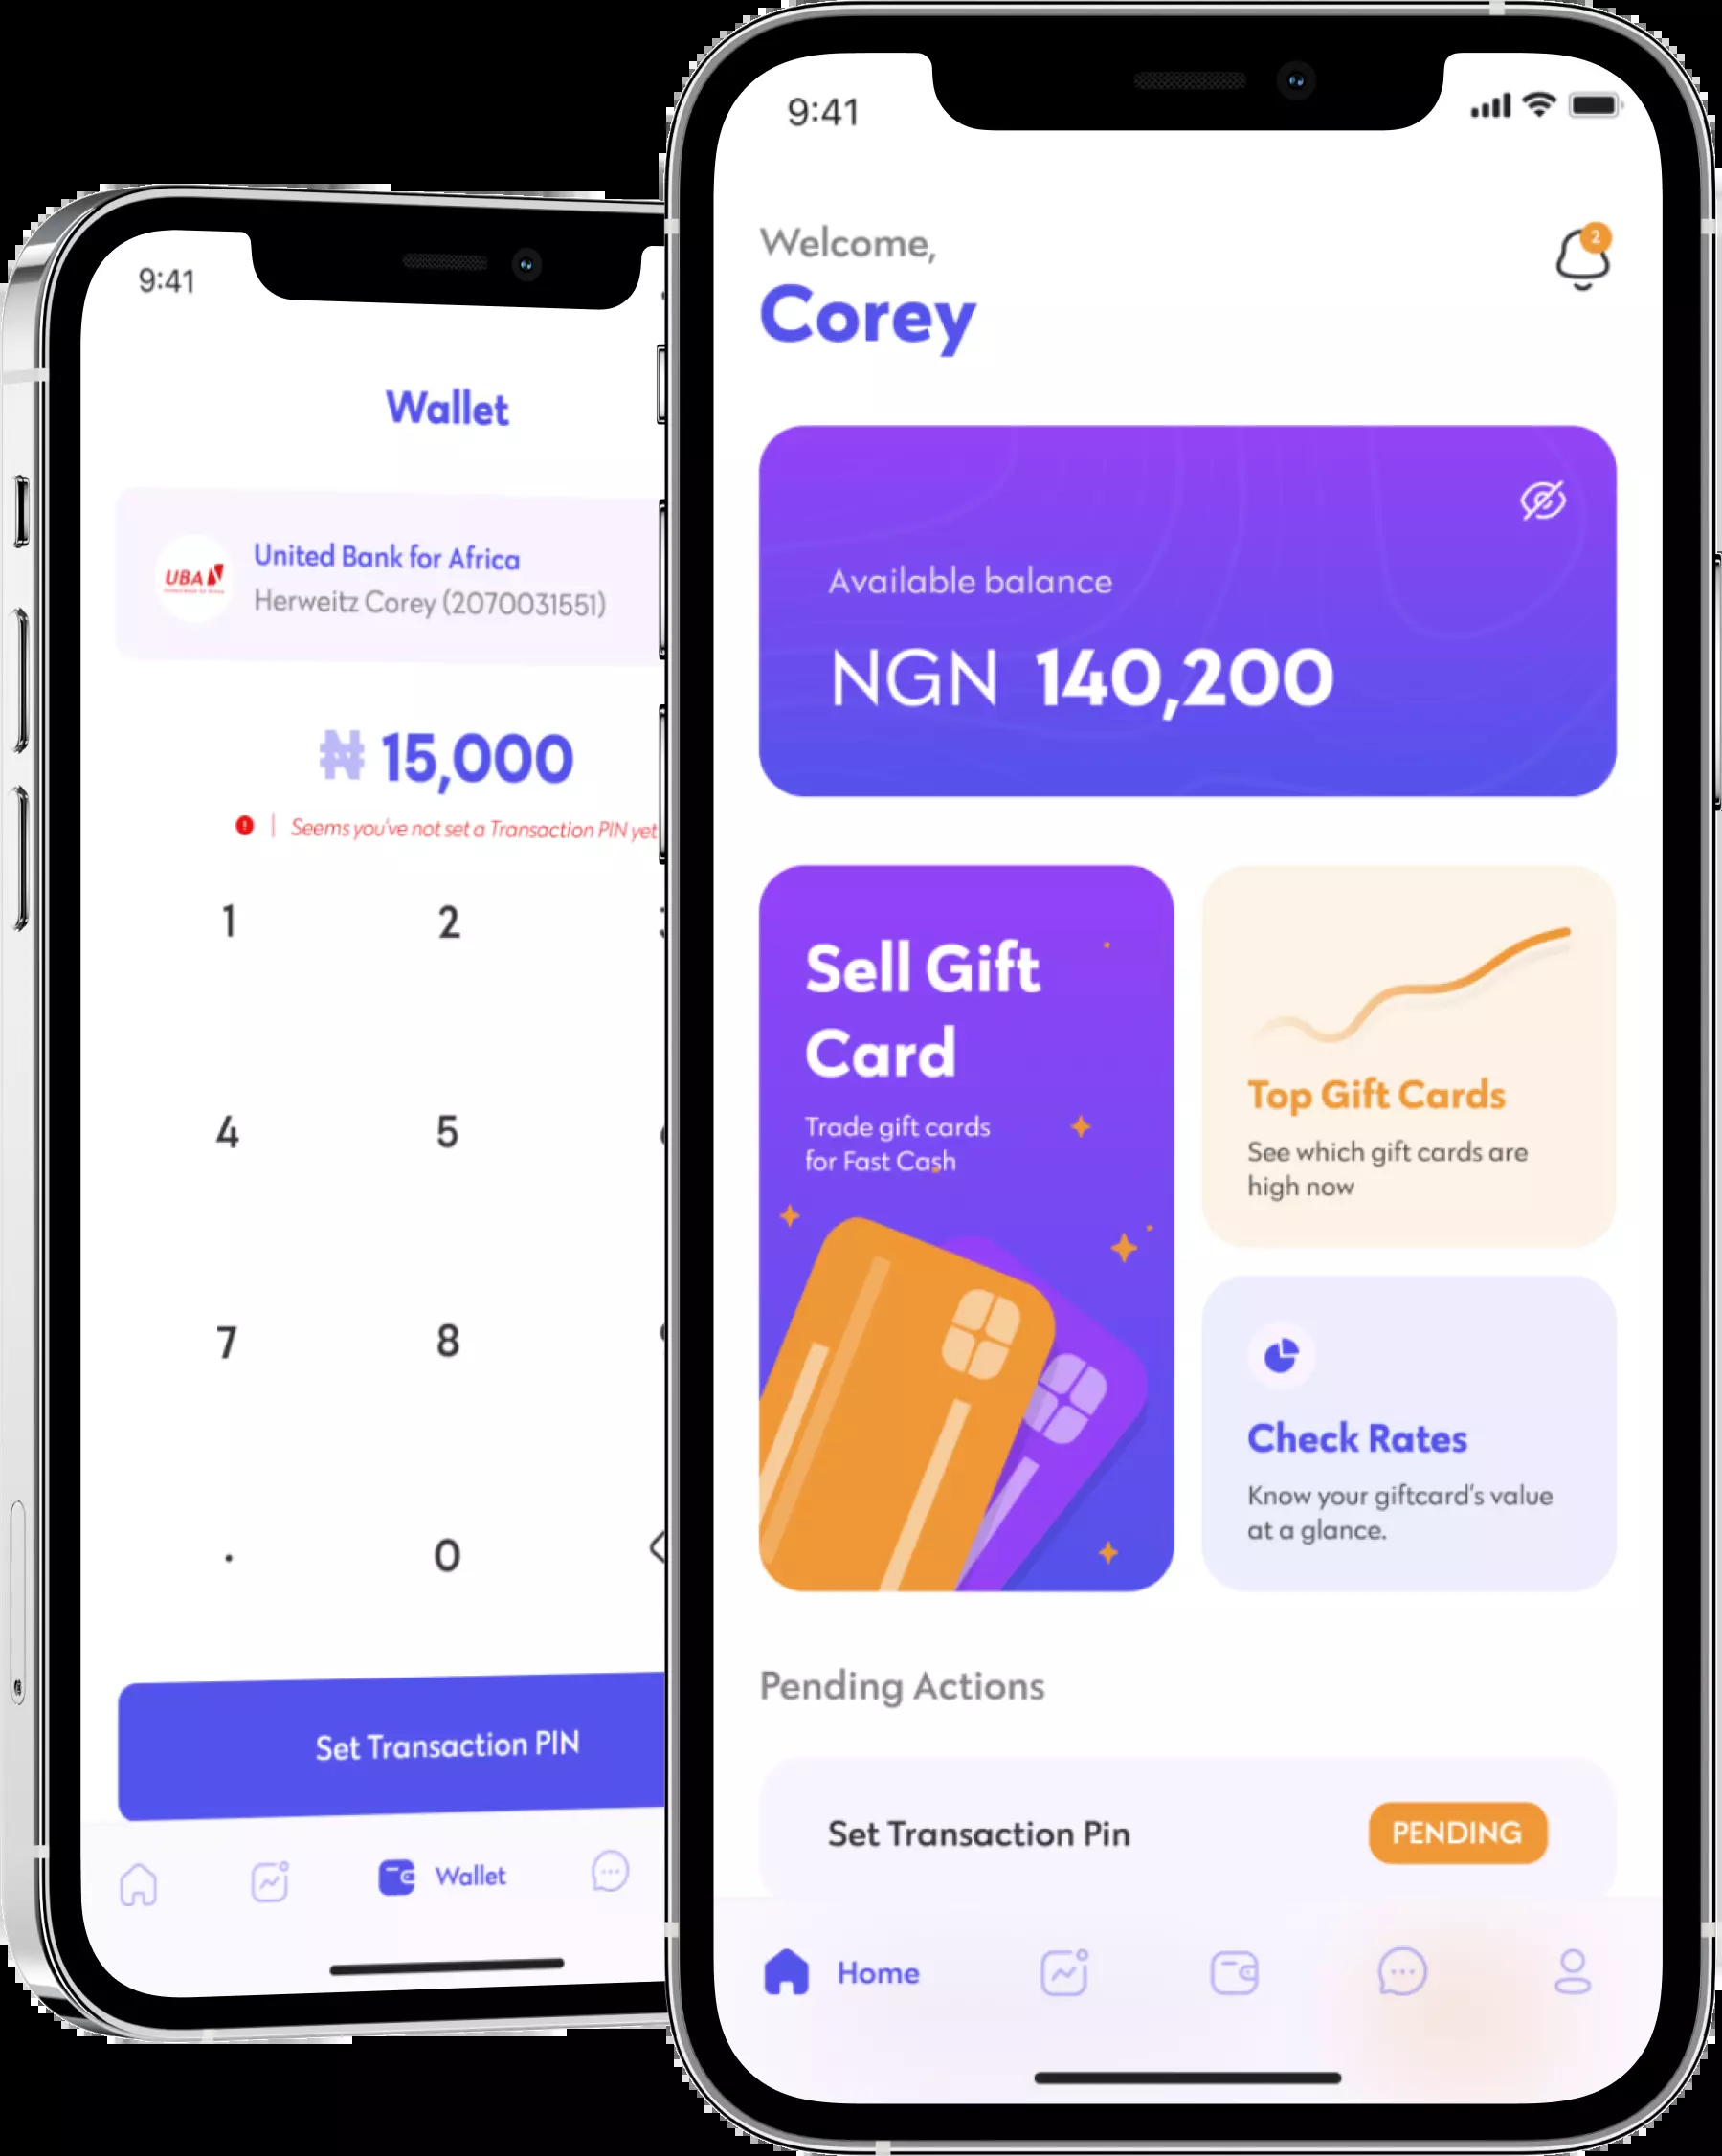 9:41
Wallet
UBA
United Bank for Africa
Herweitz Corey (2070031551)
₦ 15,000
! | Seems you've not set a Transaction PIN yet
1 2
4 5
7 8
. 0
Set Transaction PIN
Wallet
9:41
Welcome,
2
Corey
Available balance
NGN 140,200
Sell Gift
Card
Trade gift cards
for Fast Cash
Top Gift Cards
See which gift cards are
high now
Check Rates
Know your giftcard's value
at a glance.
Pending Actions
Set Transaction Pin
PENDING
Home